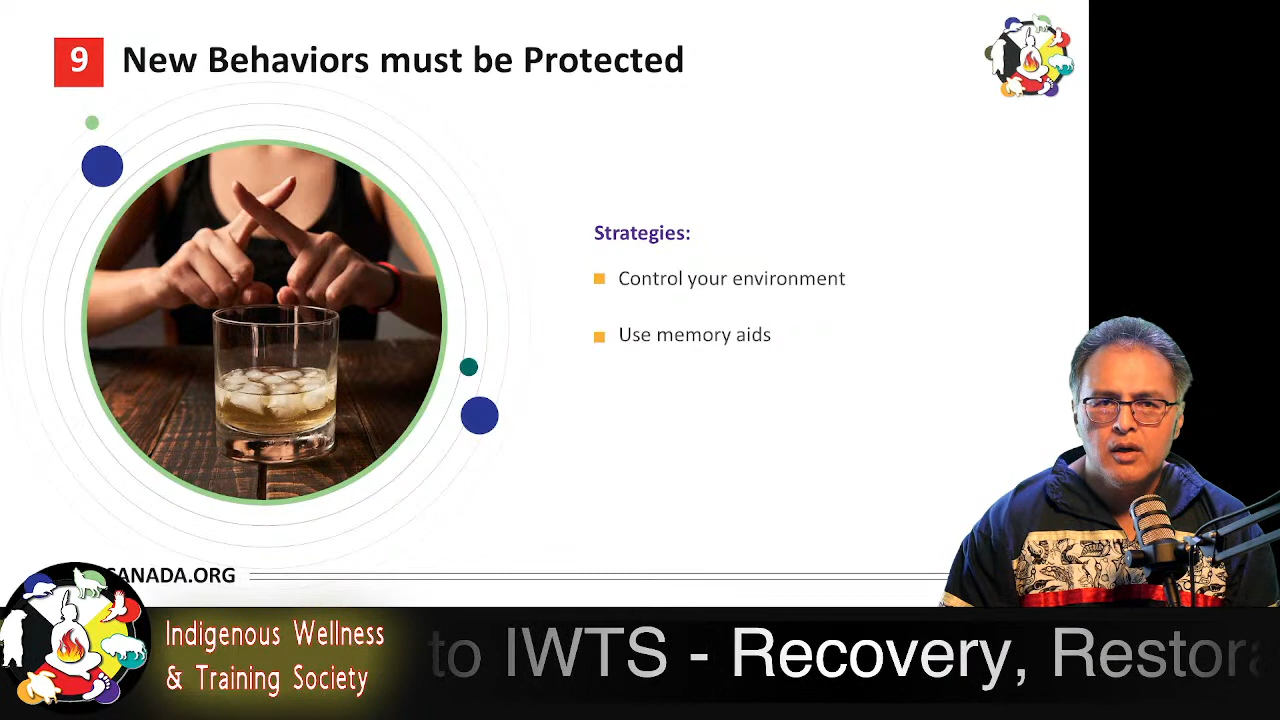 9 New Behaviors must be Protected
Strategies:
Control your environment
Use memory aids
CANADA.ORG
Indigenous Wellness
& Training Society
to IWTS - Recovery,